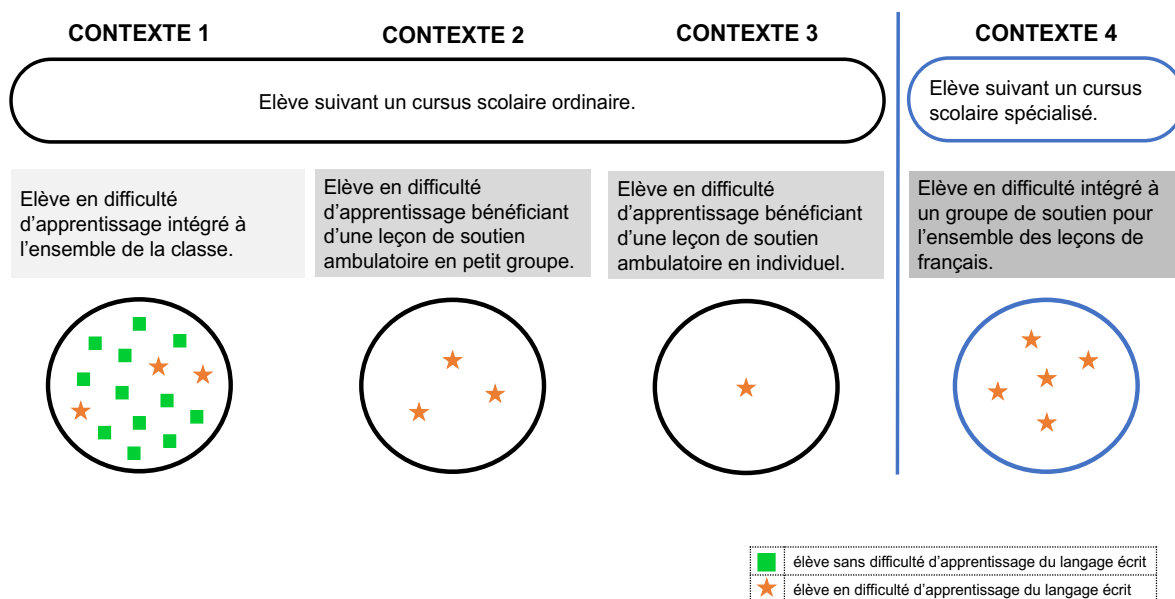 CONTEXTE 1
CONTEXTE 2
CONTEXTE 3
CONTEXTE 4
Elève suivant un cursus scolaire ordinaire.
Elève suivant un cursus
scolaire spécialisé.
Elève en difficulté
d’apprentissage intégré à
l’ensemble de la classe.
Elève en difficulté
d’apprentissage bénéficiant
d’une leçon de soutien
ambulatoire en petit groupe.
Elève en difficulté
d’apprentissage bénéficiant
d’une leçon de soutien
ambulatoire en individuel.
Elève en difficulté intégré à
un groupe de soutien pour
l’ensemble des leçons de
français.
élève sans difficulté d’apprentissage du langage écrit
élève en difficulté d’apprentissage du langage écrit